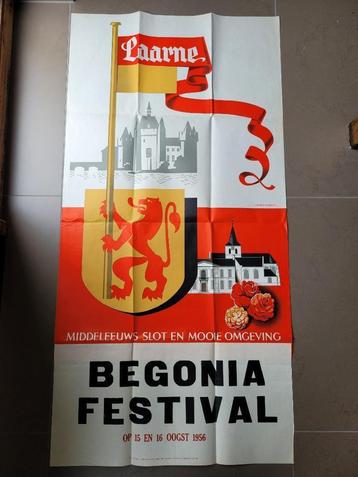 Laarne
MIDDELEEUWS SLOT EN MOOIE OMGEVING
BEGONIA
FESTIVAL
OP 15 EN 16 OOGST 1956